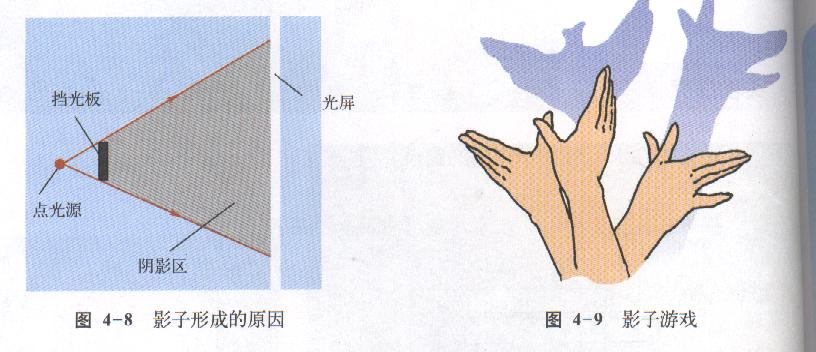 挡光板
光屏
点光源
阴影区
图 4-8 影子形成的原因
图 4-9 影子游戏